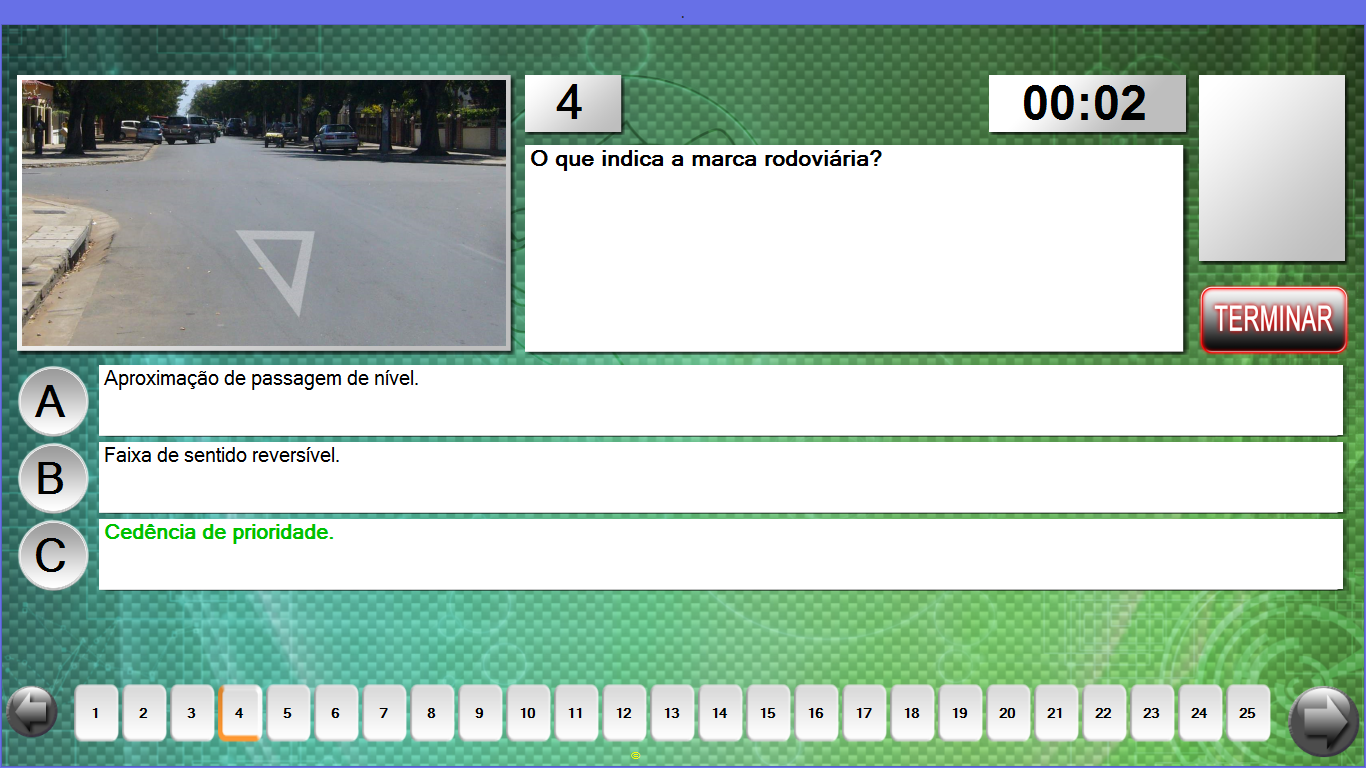 4
00:02
O que indica a marca rodoviária?
TERMINAR
A
Aproximação de passagem de nível.
B
Faixa de sentido reversível.
C
Cedência de prioridade.
1 2 3 4 5 6 7 8 9 10 11 12 13 14 15 16 17 18 19 20 21 22 23 24 25
©